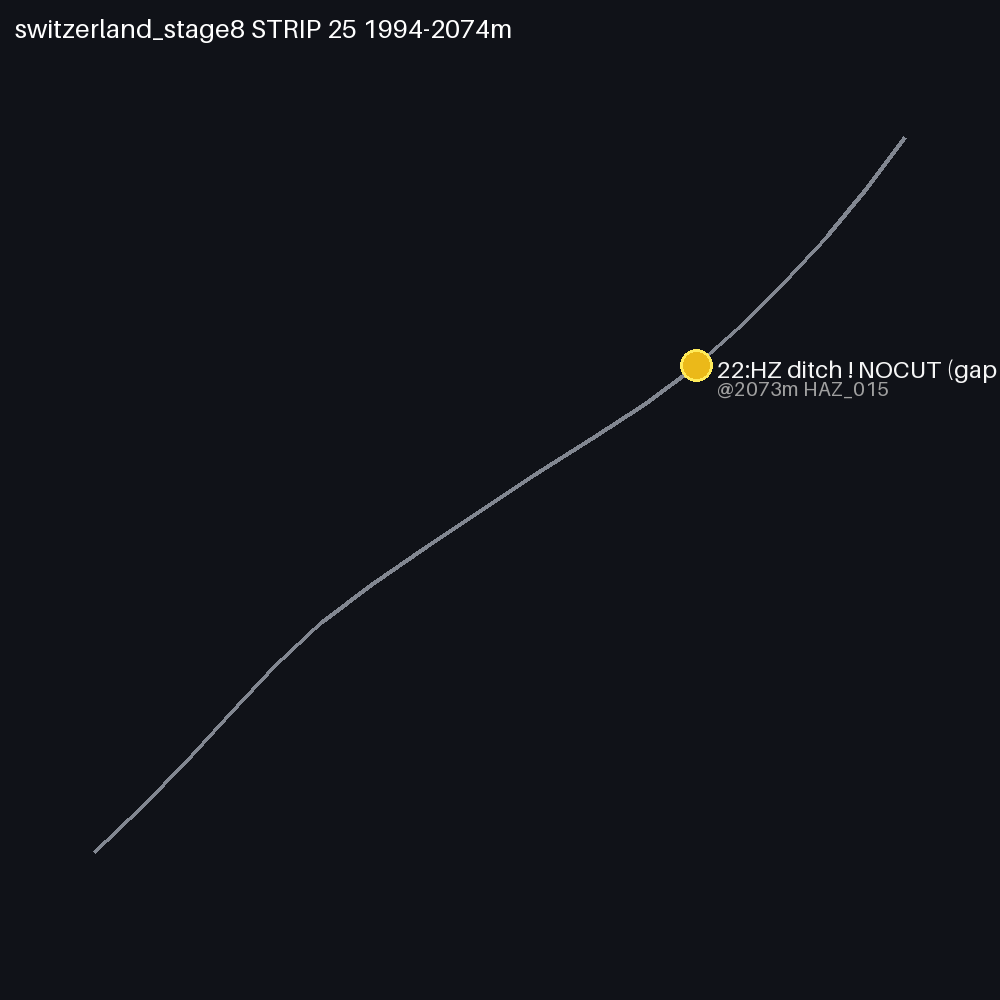 switzerland_stage8 STRIP 25 1994-2074m
22:HZ ditch ! NOCUT (gap
@2073m HAZ_015